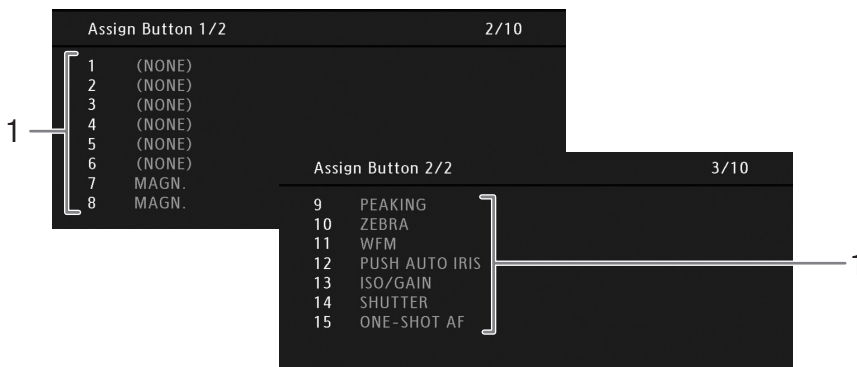 Assign Button 1/2 2/10
1 (NONE)
2 (NONE)
3 (NONE)
4 (NONE)
5 (NONE)
6 (NONE)
7 MAGN.
8 MAGN.
1
Assign Button 2/2 3/10
9 PEAKING
10 ZEBRA
11 WFM
12 PUSH AUTO IRIS
13 ISO/GAIN
14 SHUTTER
15 ONE-SHOT AF
1